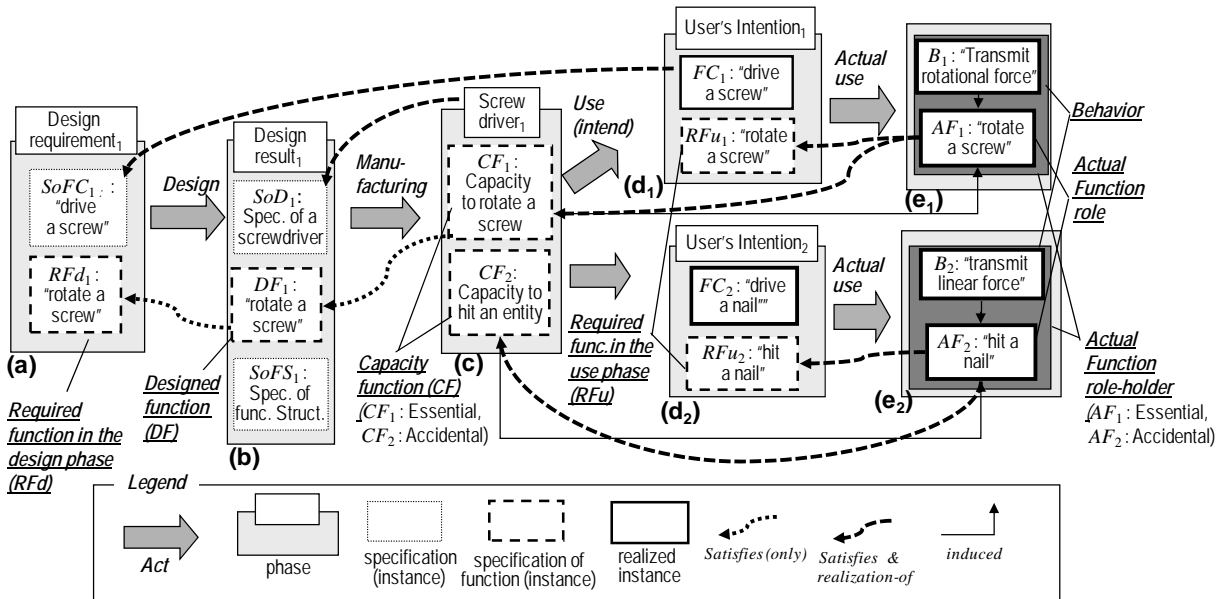 Design
requirement1
SoFC1 :
“drive
a screw”
RFd1 :
“rotate a
screw”
(a)
Required
function in the
design phase
(RFd)
Design
Design
result1
SoD1:
Spec. of a
screwdriver
DF1 :
“rotate a
screw”
SoFS1 :
Spec. of
func. Struct.
(b)
Designed
function
(DF)
Manu-
facturing
Screw
driver1
CF1 :
Capacity
to rotate a
screw
CF2:
Capacity to
hit an entity
(c)
Capacity
function (CF)
(CF1 : Essential,
CF2 : Accidental)
Use
(intend)
User's Intention1
FC1: “drive
a screw”
RFu1 :
“rotate a
screw”
(d1)
Actual
use
B1: “Transmit
rotational force”
AF1 : “rotate
a screw”
(e1)
Behavior
Actual
Function
role
User's Intention2
FC2 : “drive
a nail””
RFu2 : “hit
a nail”
(d2)
Required
func. in the
use phase
(RFu)
Actual
use
B2: “transmit
linear force”
AF2 : “hit a
nail”
(e2)
Actual
Function
role-holder
(AF1 : Essential,
AF2 : Accidental)
Legend
Act
phase
specification
(instance)
specification of
function (instance)
realized
instance
Satisfies (only)
Satisfies &
realization-of
induced